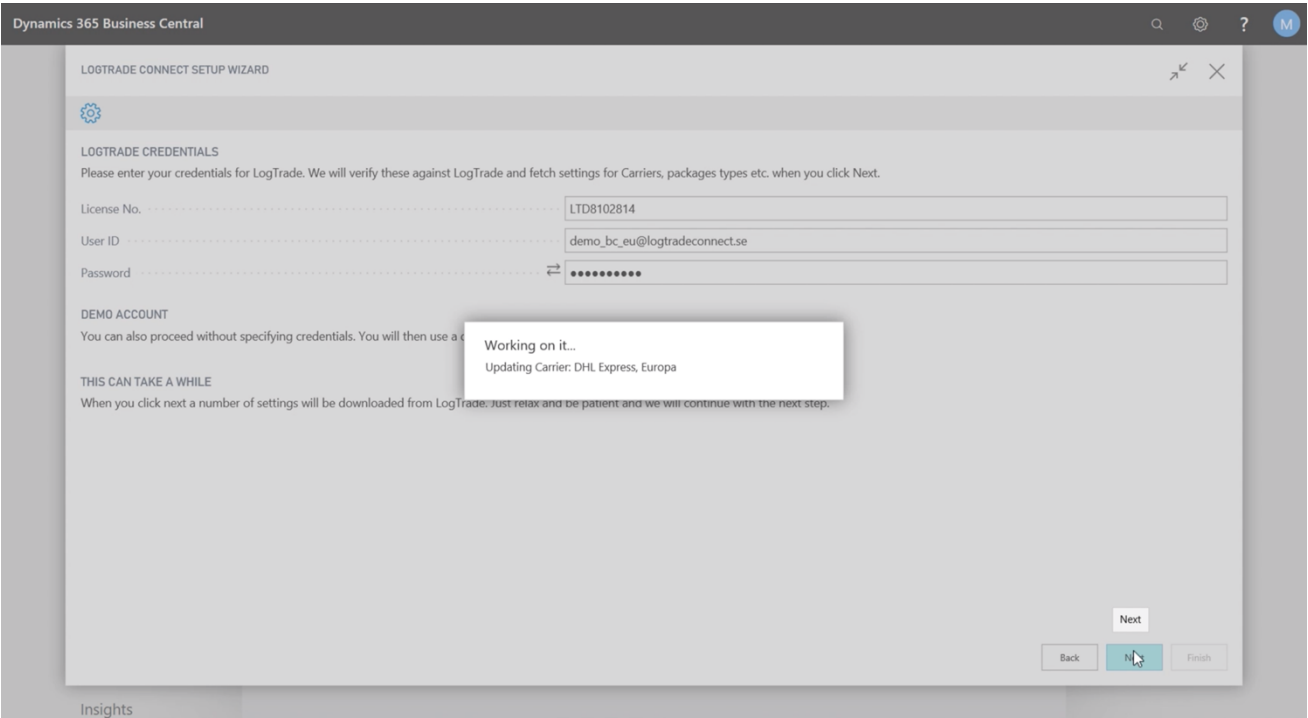 Dynamics 365 Business Central
?
M
LOGTRADE CONNECT SETUP WIZARD
LOGTRADE CREDENTIALS
Please enter your credentials for LogTrade. We will verify these against LogTrade and fetch settings for Carriers, packages types etc. when you click Next.
License No.
LTD8102814
User ID
demo_bc_eu@logtradeconnect.se
Password
••••••••••
DEMO ACCOUNT
You can also proceed without specifying credentials. You will then use a
Working on it...
Updating Carrier: DHL Express, Europa
THIS CAN TAKE A WHILE
When you click next a number of settings will be downloaded from LogTrade. Just relax and be patient and we will continue with the next step.
Next
Back
Finish
Insights